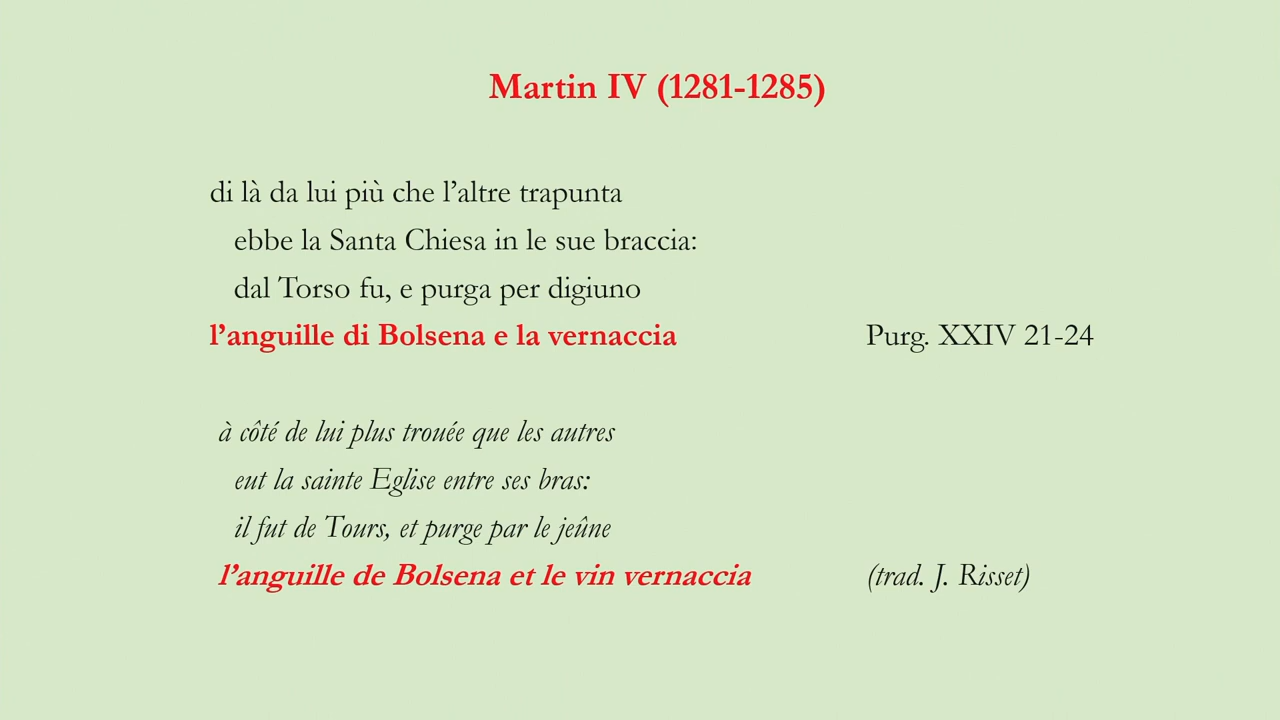 Martin IV (1281-1285)
di là da lui più che l’altre trapunta
ebbe la Santa Chiesa in le sue braccia:
dal Torso fu, e purga per digiuno
l’anguille di Bolsena e la vernaccia Purg. XXIV 21-24
à côté de lui plus trouée que les autres
eut la sainte Eglise entre ses bras:
il fut de Tours, et purge par le jeûne
l’anguille de Bolsena et le vin vernaccia (trad. J. Risset)